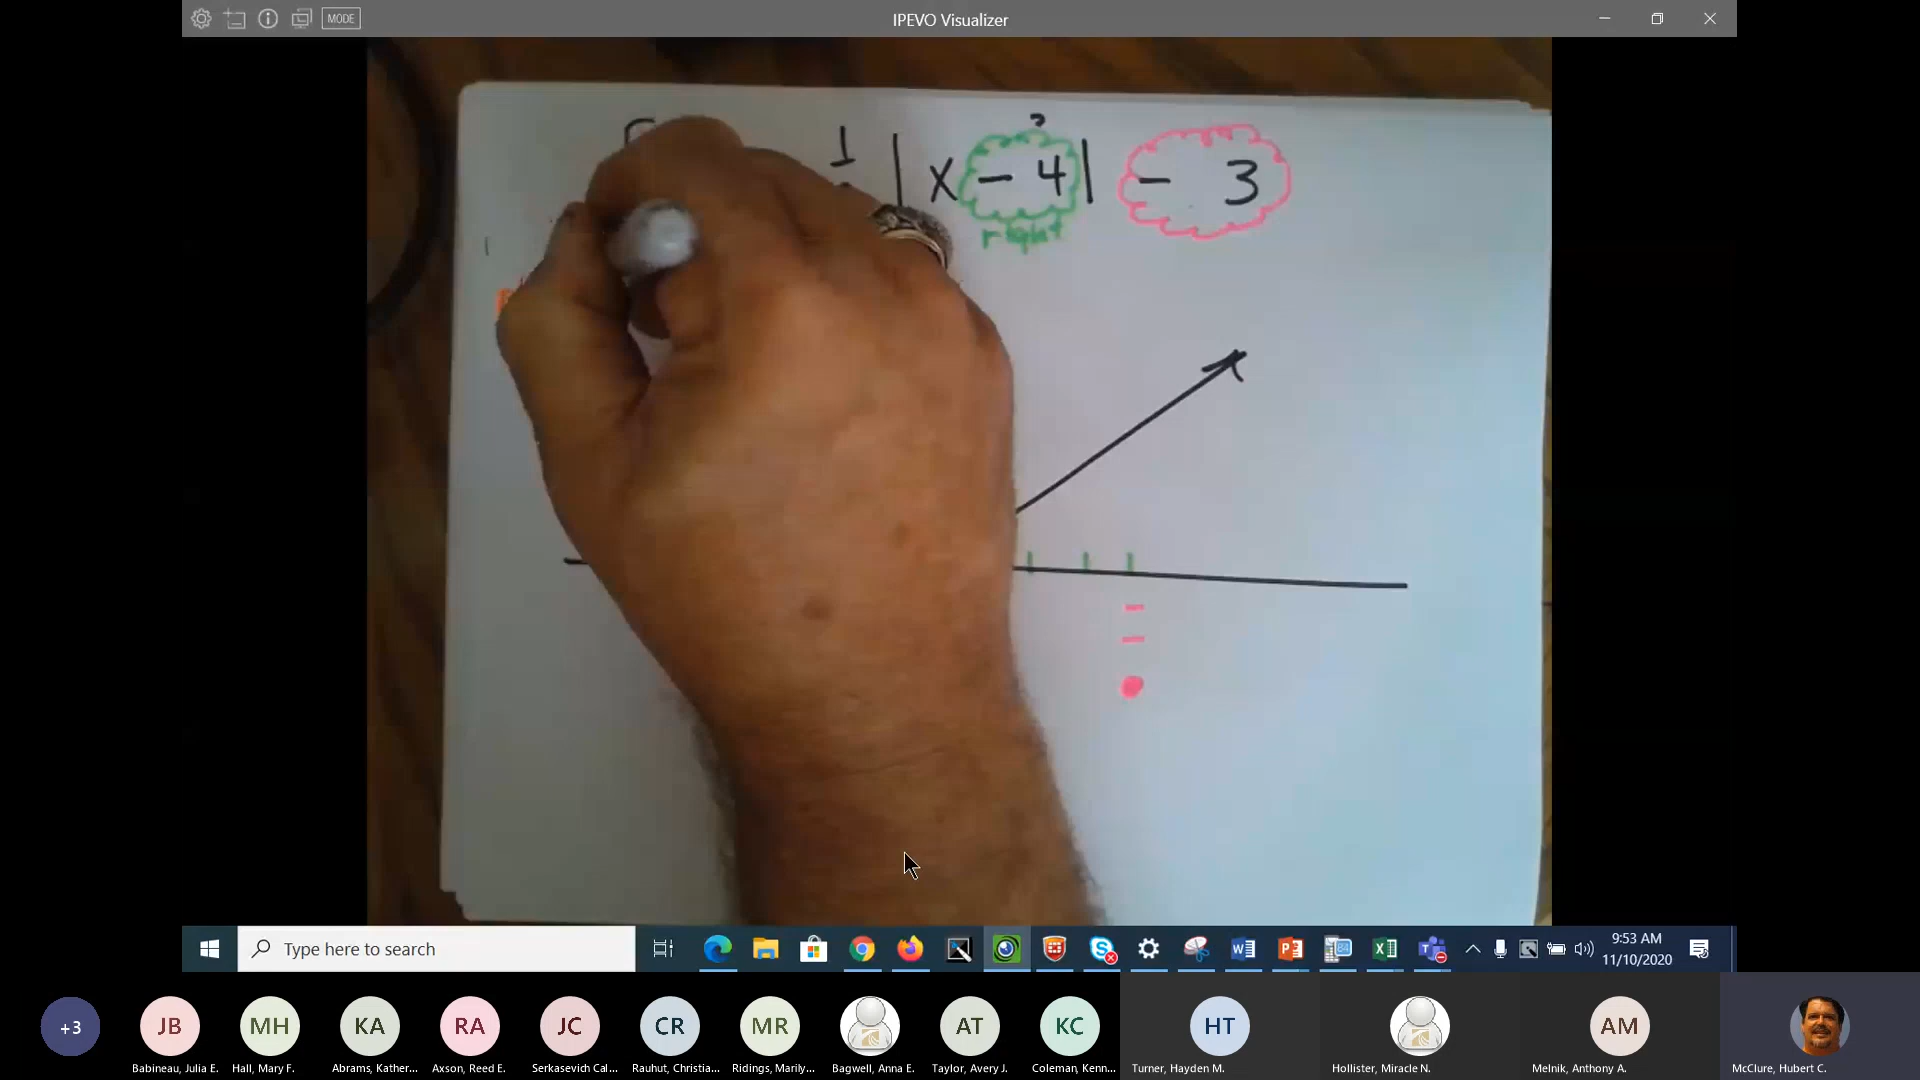 MODE
IPEVO Visualizer
1 |x - 4| - 3
right
Type here to search
9:53 AM
11/10/2020
+3
JB
MH
KA
RA
JC
CR
MR
AT
KC
HT
AM
Babineau, Julia E.
Hall, Mary F.
Abrams, Kather...
Axson, Reed E.
Serkasevich Cal...
Rauhut, Christia...
Ridings, Marily...
Bagwell, Anna E.
Taylor, Avery J.
Coleman, Kenn...
Turner, Hayden M.
Hollister, Miracle N.
Melnik, Anthony A.
McClure, Hubert C.